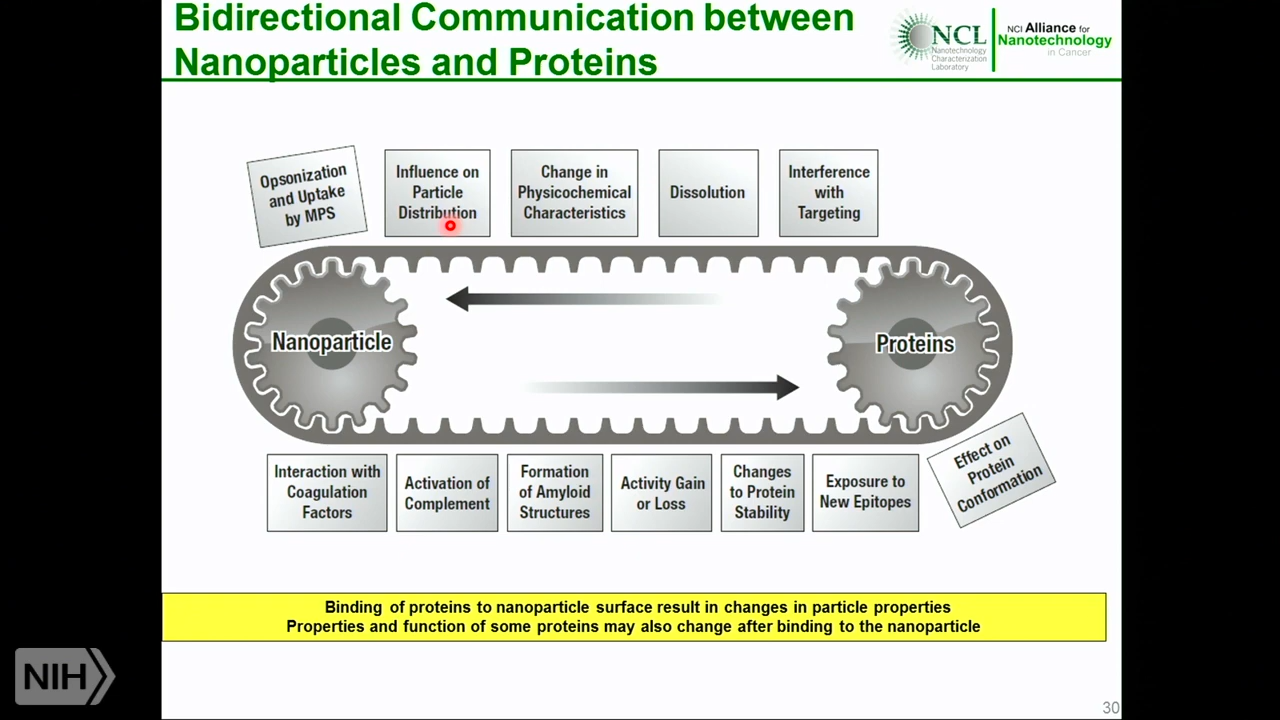 Bidirectional Communication between
Nanoparticles and Proteins
NCL
Nanotechnology
Characterization
Laboratory
NCI Alliance for
Nanotechnology
in Cancer
Opsonization
and Uptake
by MPS
Influence on
Particle
Distribution
Change in
Physicochemical
Characteristics
Dissolution
Interference
with
Targeting
Nanoparticle
Proteins
Interaction with
Coagulation
Factors
Activation of
Complement
Formation
of Amyloid
Structures
Activity Gain
or Loss
Changes
to Protein
Stability
Exposure to
New Epitopes
Effect on
Protein
Conformation
Binding of proteins to nanoparticle surface result in changes in particle properties
Properties and function of some proteins may also change after binding to the nanoparticle
NIH
30